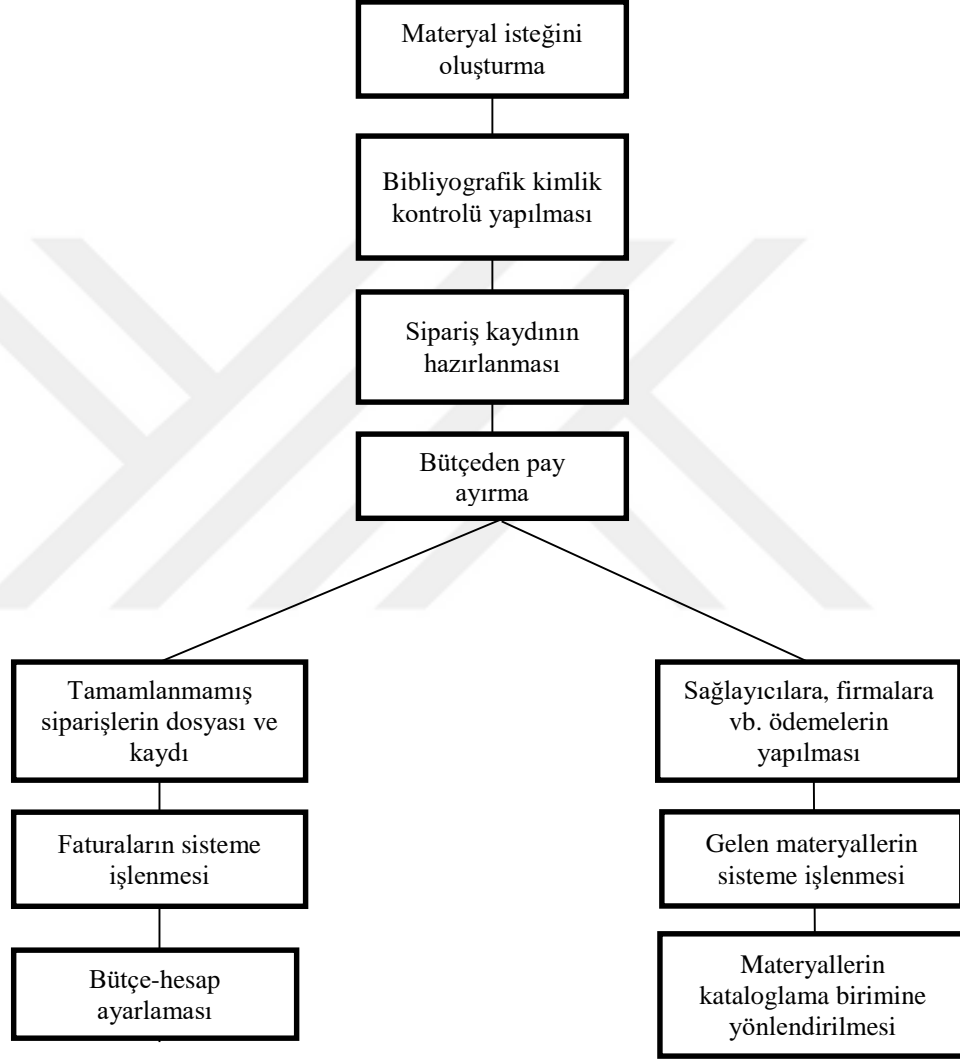 Materyal isteğini
oluşturma
Bibliyografik kimlik
kontrolü yapılması
Sipariş kaydının
hazırlanması
Bütçeden pay
ayırma
Tamamlanmamış
siparişlerin dosyası ve
kaydı
Faturaların sisteme
işlenmesi
Bütçe-hesap
ayarlaması
Sağlayıcılara, firmalara
vb. ödemelerin
yapılması
Gelen materyallerin
sisteme işlenmesi
Materyallerin
kataloglama birimine
yönlendirilmesi